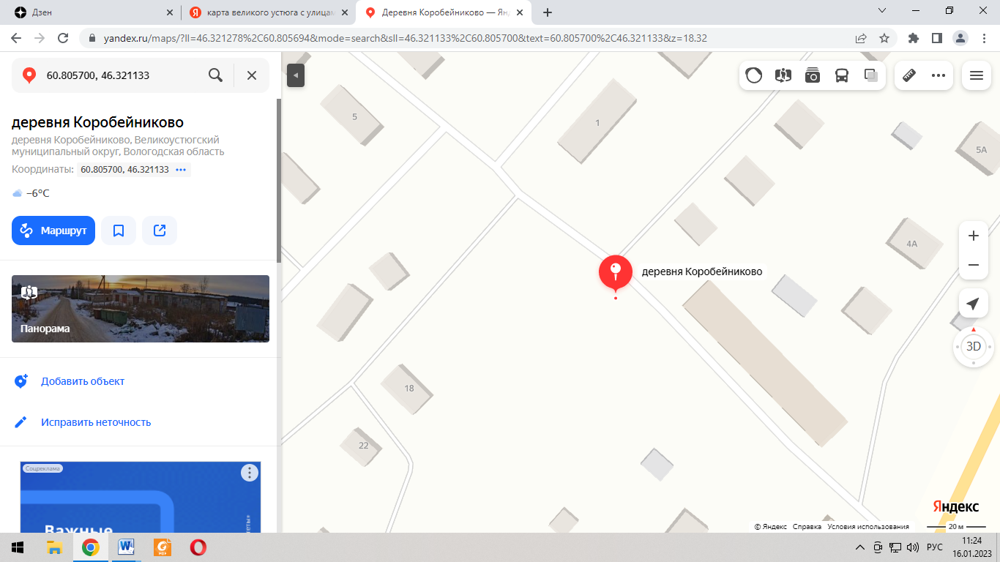 Дзен
карта великого устюга с улицам
Деревня Коробейниково — Ян
yandex.ru/maps/?ll=46.321278%2C60.805694&mode=search&sll=46.321133%2C60.805700&text=60.805700%2C46.321133&z=18.32
60.805700, 46.321133
деревня Коробейниково
деревня Коробейниково, Великоустюгский
муниципальный округ, Вологодская область
Координаты: 60.805700, 46.321133
−6°C
Маршрут
Панорама
Добавить объект
Исправить неточность
Соцреклама
Важные
5
1
5А
4А
деревня Коробейниково
3D
18
22
Яндекс
© Яндекс Справка Условия использования
20 м
РУС
11:24
16.01.2023